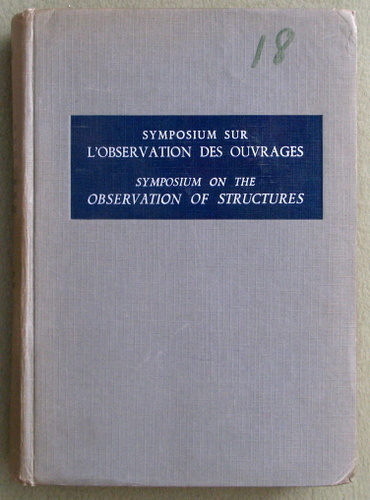 18
SYMPOSIUM SUR
L'OBSERVATION DES OUVRAGES
SYMPOSIUM ON THE
OBSERVATION OF STRUCTURES